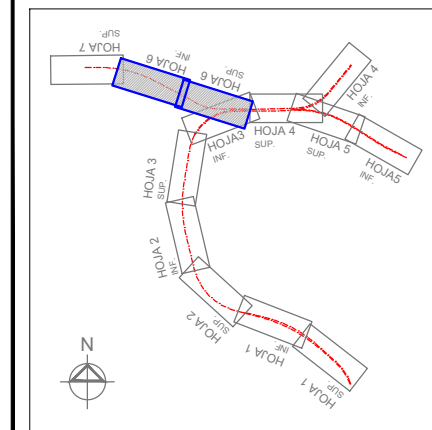 HOJA 7
SUP.
HOJA 6
INF.
HOJA 6
SUP.
HOJA 4
INF.
HOJA3
INF.
HOJA 4
SUP.
HOJA 5
SUP.
HOJA5
INF.
HOJA 3
SUP.
HOJA 2
INF.
HOJA 2
SUP.
HOJA 1
INF.
HOJA 1
SUP.
N